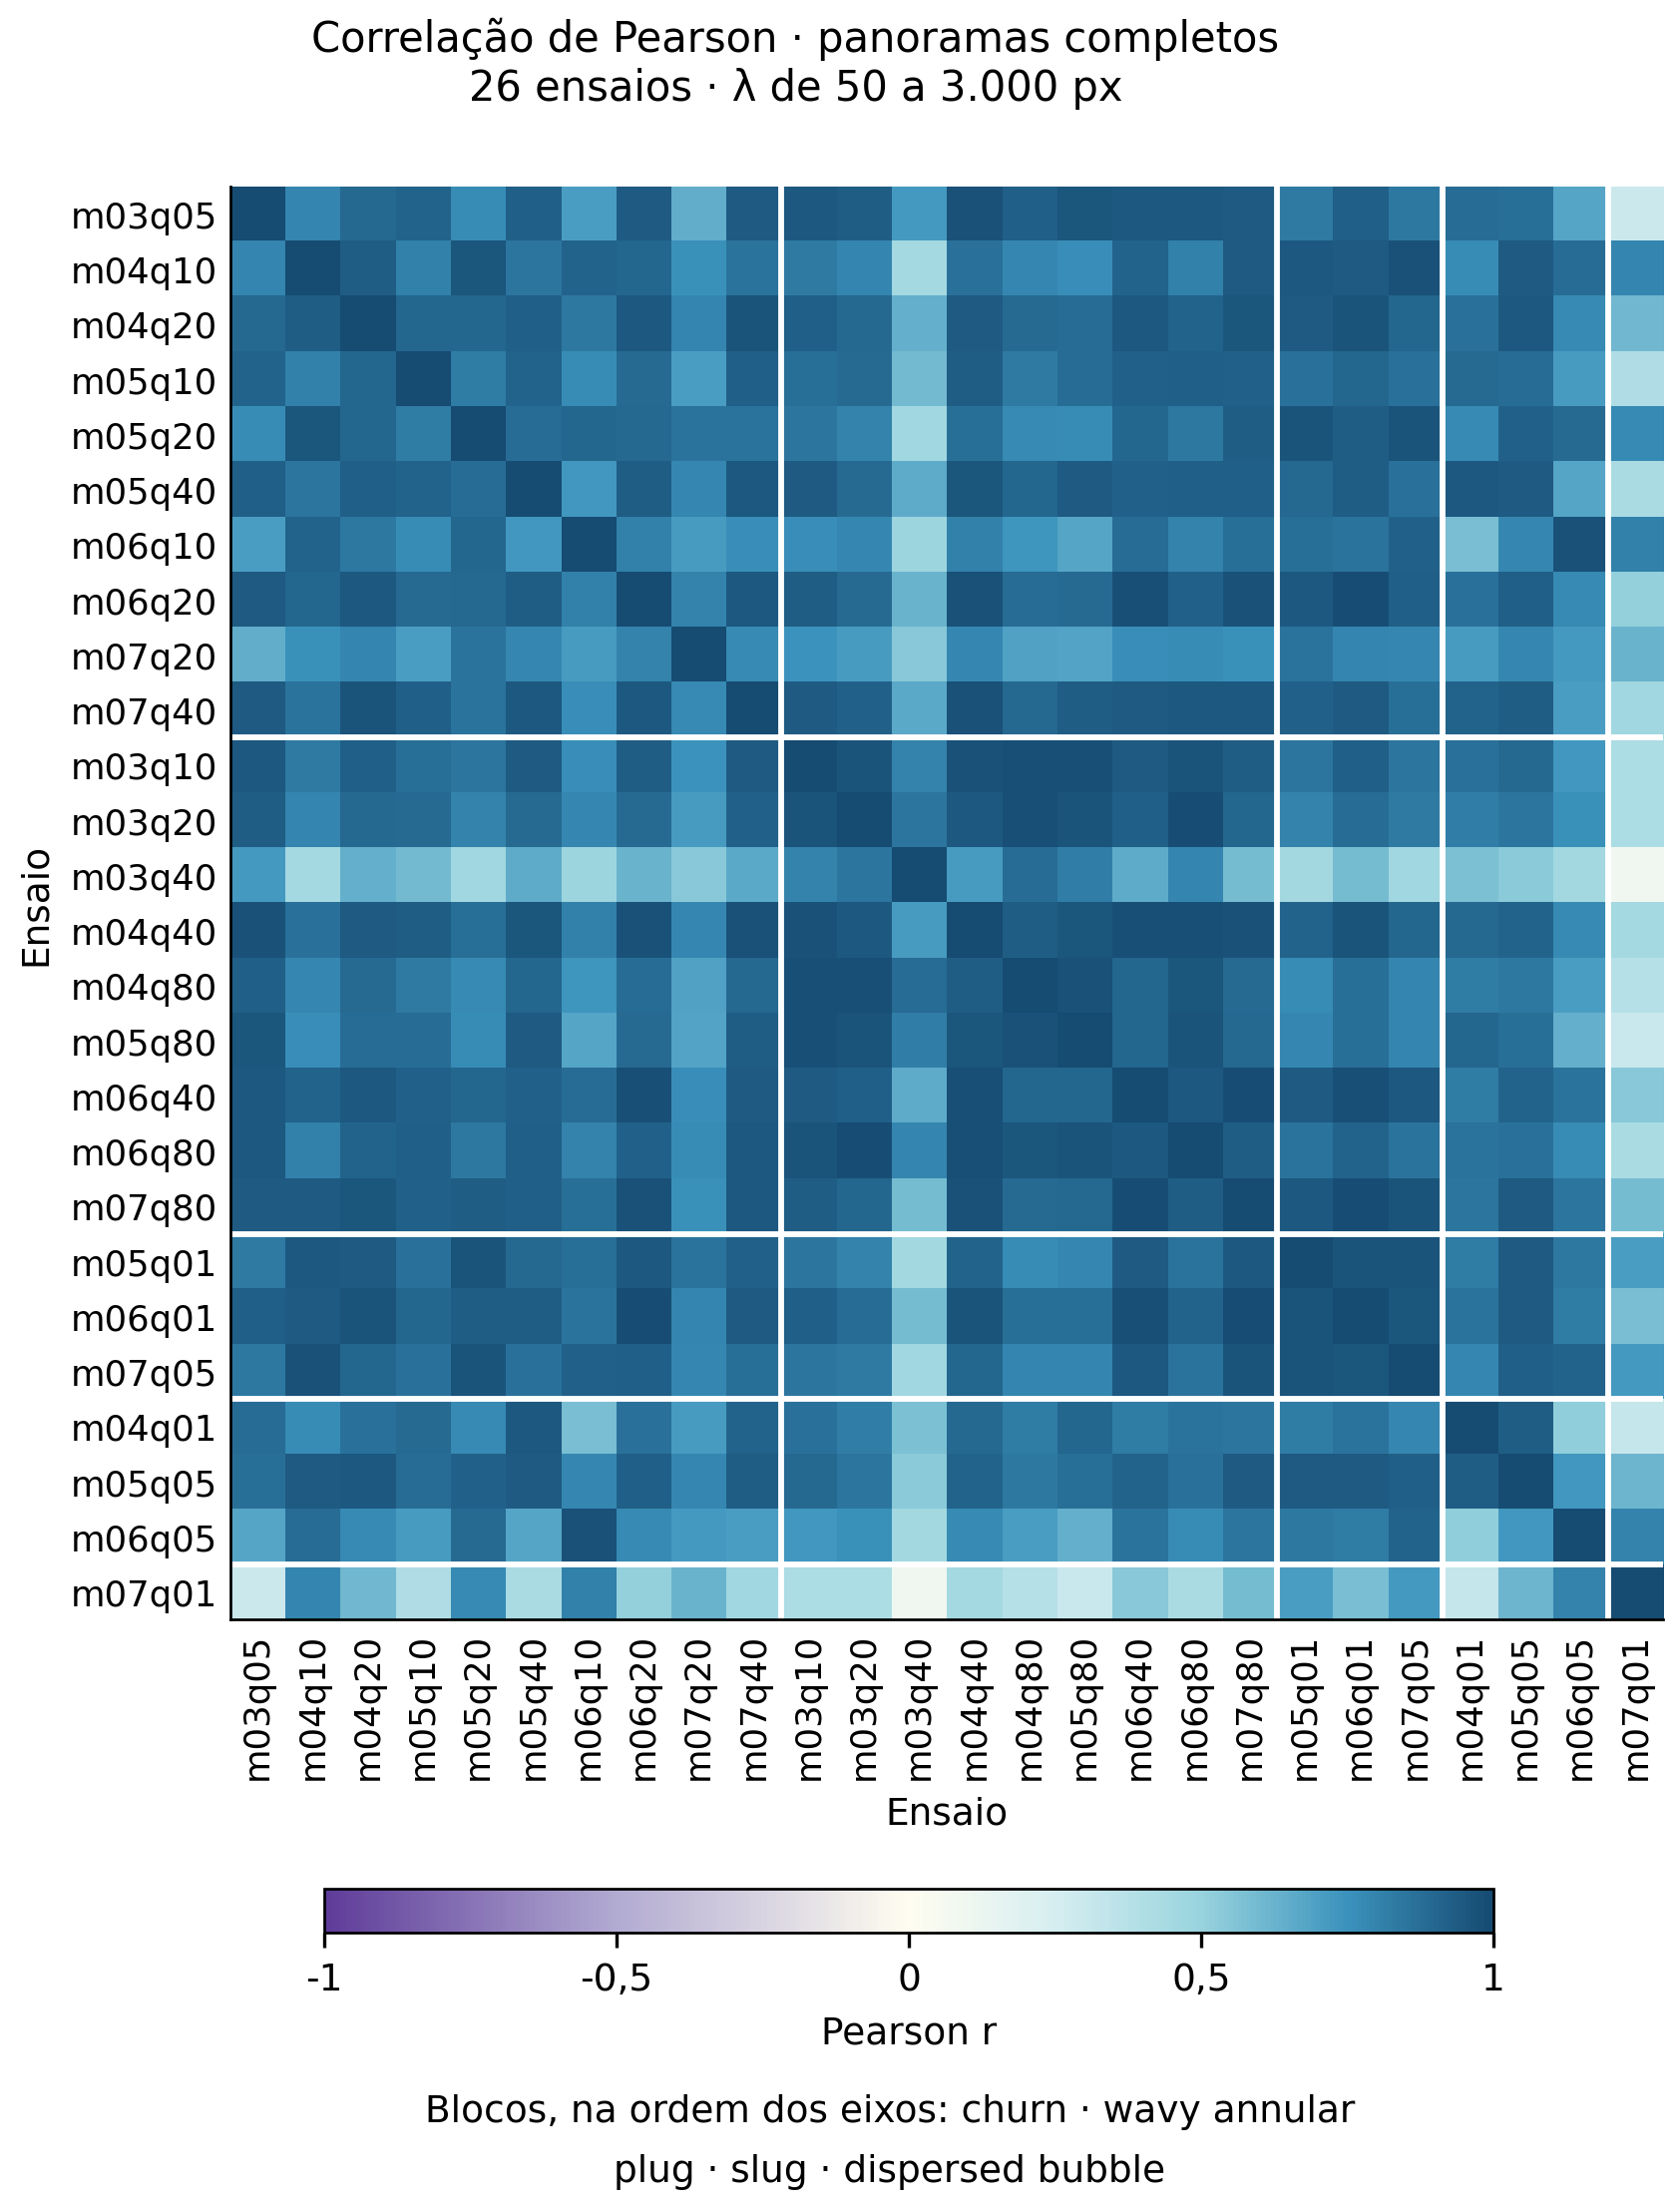 Correlação de Pearson · panoramas completos
26 ensaios · λ de 50 a 3.000 px
m03q05
m04q10
m04q20
m05q10
m05q20
m05q40
m06q10
m06q20
m07q20
m07q40
m03q10
m03q20
m03q40
m04q40
m04q80
m05q80
m06q40
m06q80
m07q80
m05q01
m06q01
m07q05
m04q01
m05q05
m06q05
m07q01
Ensaio
m03q05 m04q10 m04q20 m05q10 m05q20 m05q40 m06q10 m06q20 m07q20 m07q40 m03q10 m03q20 m03q40 m04q40 m04q80 m05q80 m06q40 m06q80 m07q80 m05q01 m06q01 m07q05 m04q01 m05q05 m06q05 m07q01
Ensaio
-1 -0,5 0 0,5 1
Pearson r
Blocos, na ordem dos eixos: churn · wavy annular
plug · slug · dispersed bubble